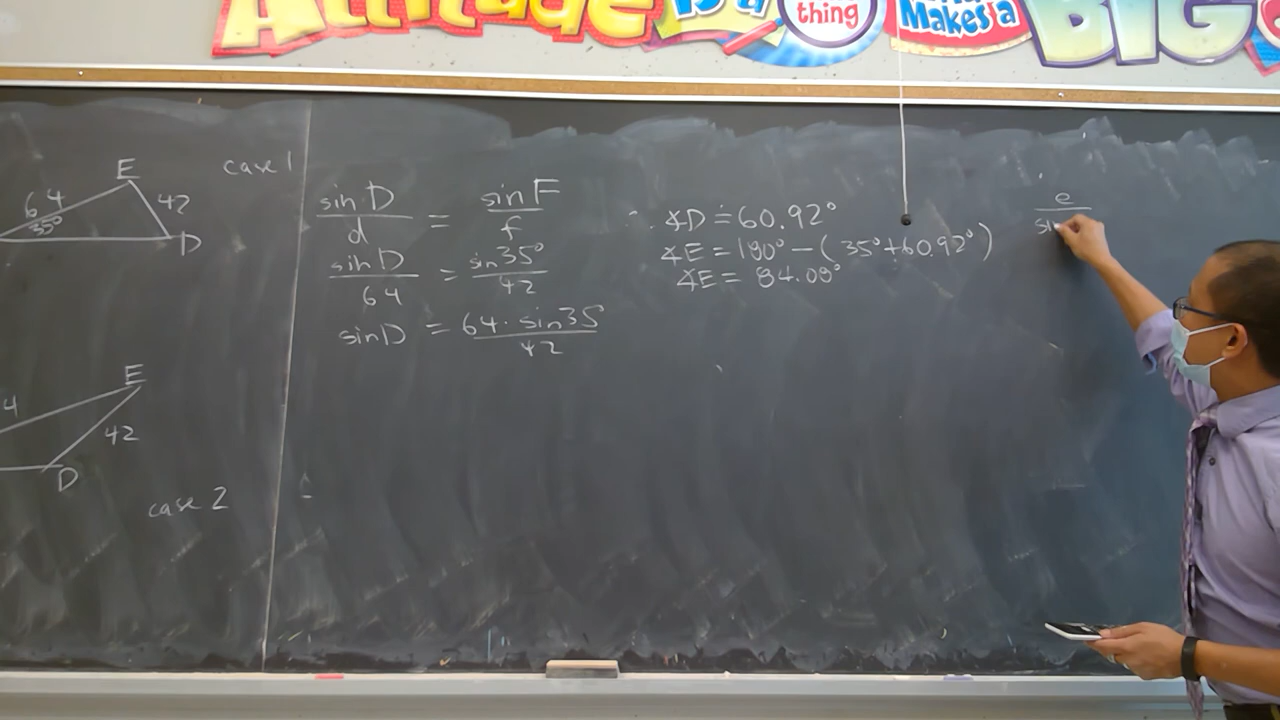 Attitude is a
thing
Makes a
BIG
E
case 1
64
42
35°
D
sin D / d = sin F / f
sin D / 64 = sin 35° / 42
sin D = 64 · sin 35 / 42
∴ ∡D ≐ 60.92°
∡E = 180° - (35° + 60.92°)
∡E = 84.08°
e
sin
E
4
42
D
case 2